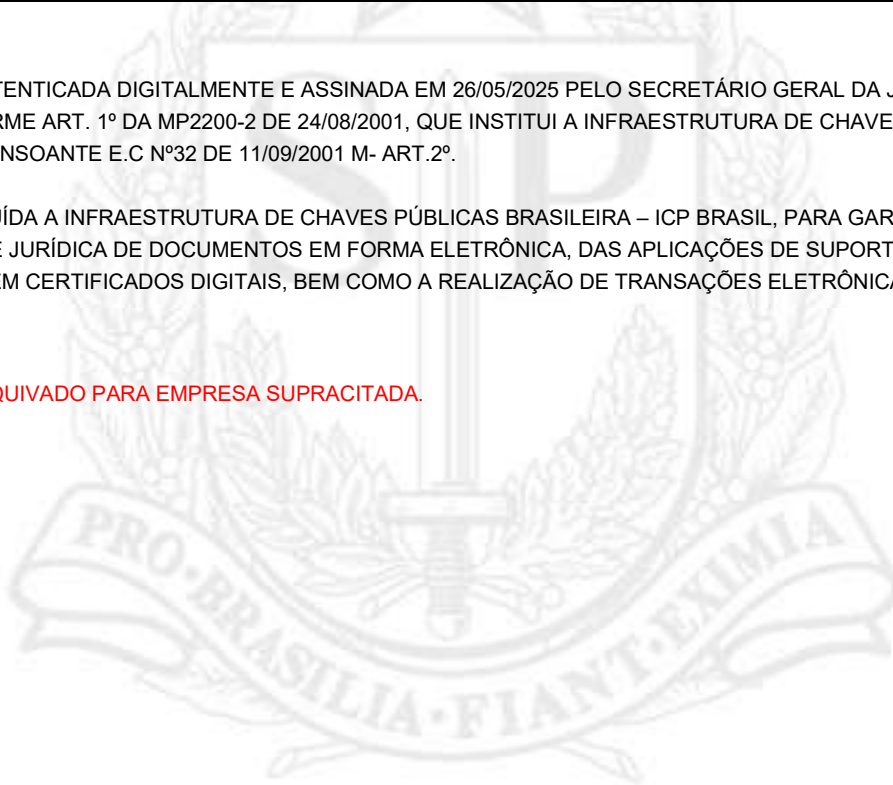 TENTICADA DIGITALMENTE E ASSINADA EM 26/05/2025 PELO SECRETÁRIO GERAL DA J
RME ART. 1º DA MP2200-2 DE 24/08/2001, QUE INSTITUI A INFRAESTRUTURA DE CHAVE
NSOANTE E.C Nº32 DE 11/09/2001 M- ART.2º.
ÍDA A INFRAESTRUTURA DE CHAVES PÚBLICAS BRASILEIRA – ICP BRASIL, PARA GAR
E JURÍDICA DE DOCUMENTOS EM FORMA ELETRÔNICA, DAS APLICAÇÕES DE SUPORT
EM CERTIFICADOS DIGITAIS, BEM COMO A REALIZAÇÃO DE TRANSAÇÕES ELETRÔNICA
QUIVADO PARA EMPRESA SUPRACITADA.
SP
PRO·BRASILIA·FIANT·EXIMIA